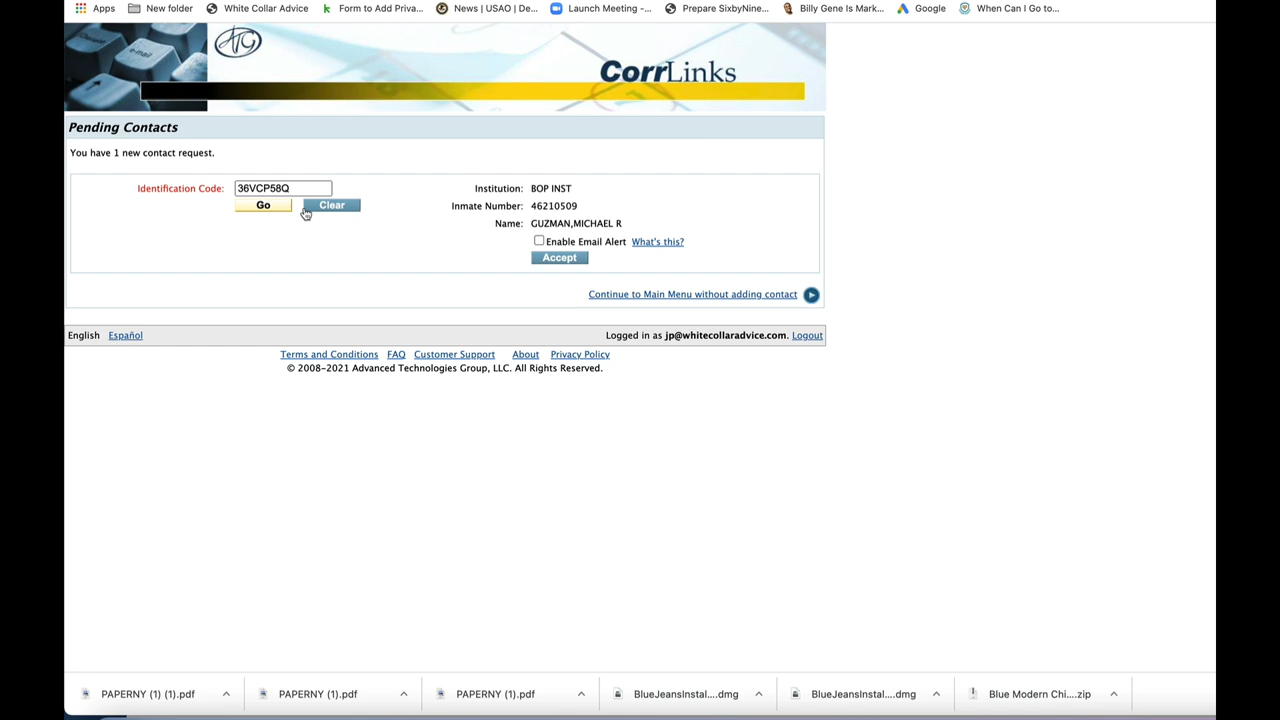 Apps New folder White Collar Advice Form to Add Priva... News | USAO | De... Launch Meeting -... Prepare SixbyNine... Billy Gene Is Mark... Google When Can I Go to...
e-mail
ATG
CorrLinks
Pending Contacts
You have 1 new contact request.
Identification Code: 36VCP58Q
Go Clear
Institution: BOP INST
Inmate Number: 46210509
Name: GUZMAN,MICHAEL R
Enable Email Alert What's this?
Accept
Continue to Main Menu without adding contact
English Español Logged in as jp@whitecollaradvice.com. Logout
Terms and Conditions FAQ Customer Support About Privacy Policy
© 2008-2021 Advanced Technologies Group, LLC. All Rights Reserved.
PAPERNY (1) (1).pdf PAPERNY (1).pdf PAPERNY (1).pdf BlueJeansInstal....dmg BlueJeansInstal....dmg Blue Modern Chi....zip